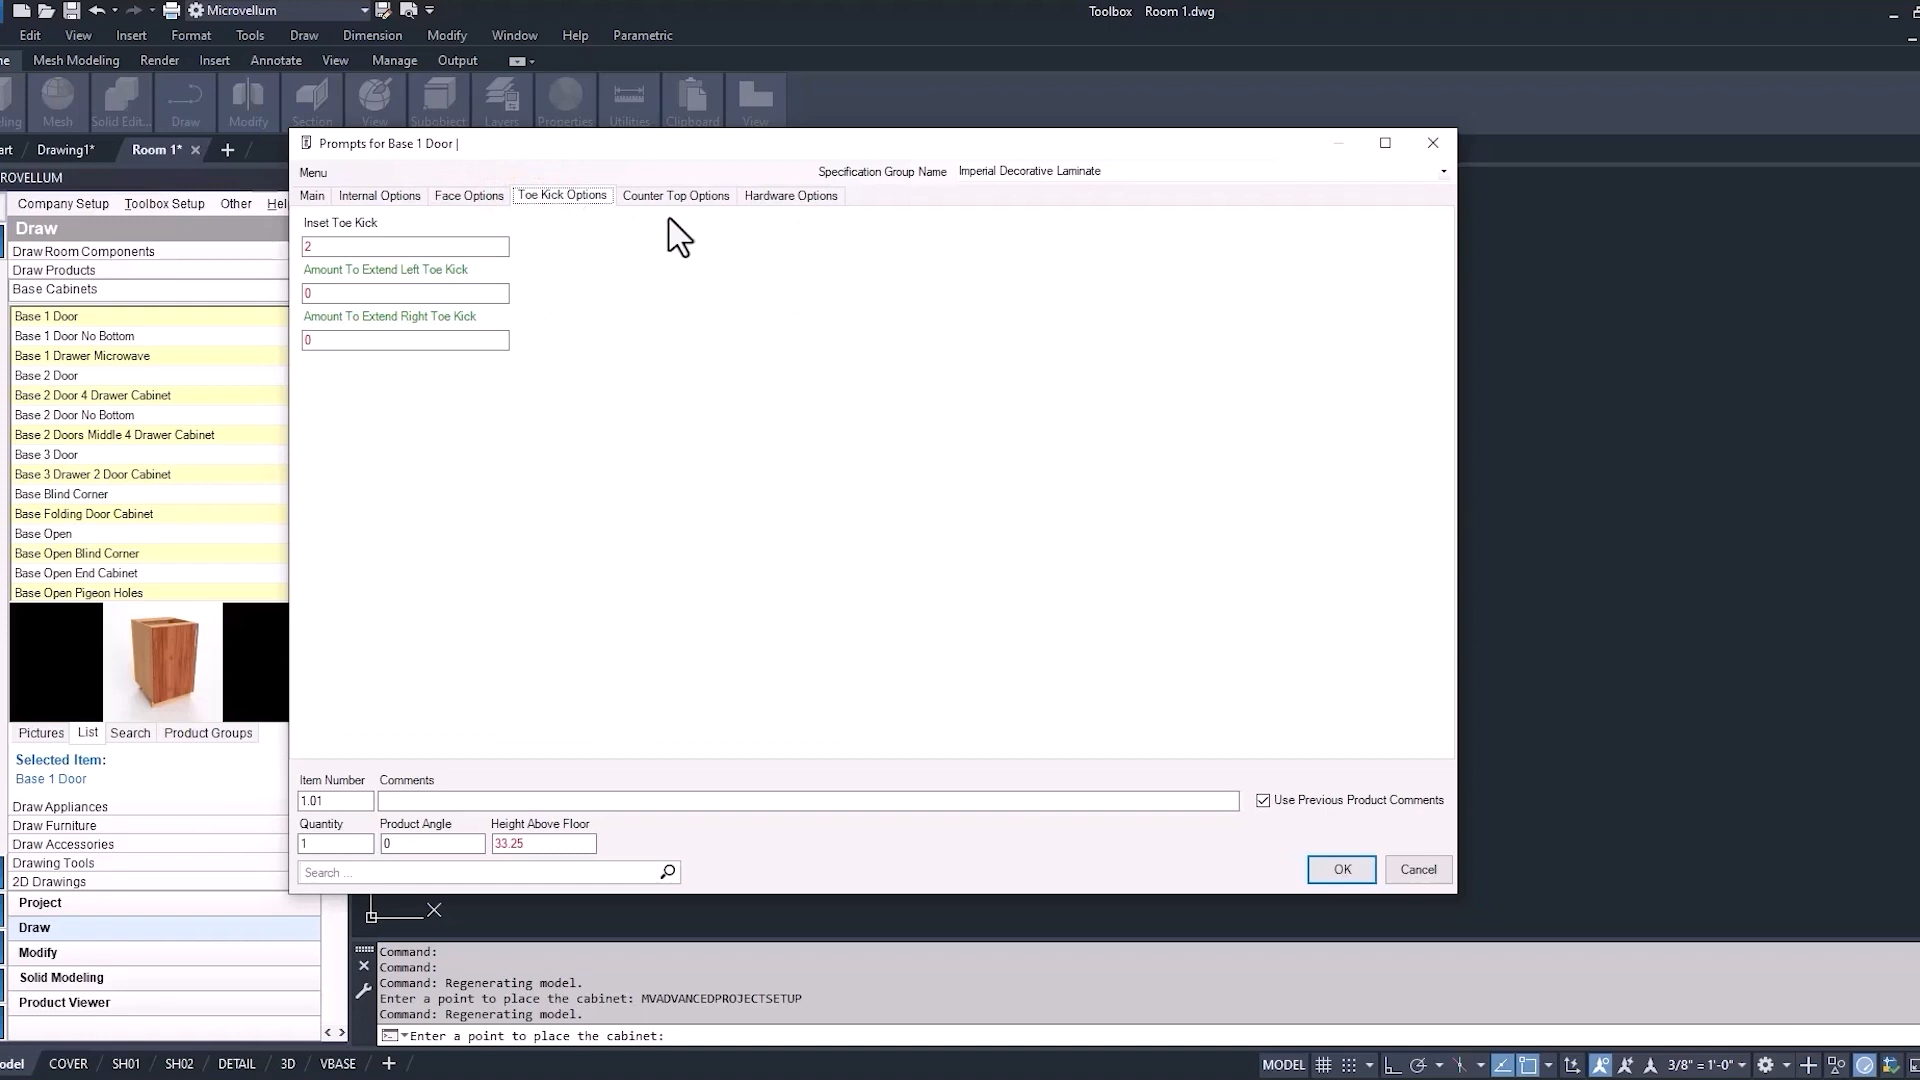 Microvellum
Toolbox Room 1.dwg
Edit View Insert Format Tools Draw Dimension Modify Window Help Parametric
Mesh Modeling Render Insert Annotate View Manage Output
Mesh Solid Edit... Draw Modify Section View Subobject Layers Properties Utilities Clipboard View
Drawing1* Room 1*
Prompts for Base 1 Door |
Menu
Specification Group Name Imperial Decorative Laminate
Main Internal Options Face Options Toe Kick Options Counter Top Options Hardware Options
Inset Toe Kick
2
Amount To Extend Left Toe Kick
0
Amount To Extend Right Toe Kick
0
Item Number Comments
1.01
Use Previous Product Comments
Quantity Product Angle Height Above Floor
1 0 33.25
Search ...
OK Cancel
Company Setup Toolbox Setup Other
Draw
Draw Room Components
Draw Products
Base Cabinets
Base 1 Door
Base 1 Door No Bottom
Base 1 Drawer Microwave
Base 2 Door
Base 2 Door 4 Drawer Cabinet
Base 2 Door No Bottom
Base 2 Doors Middle 4 Drawer Cabinet
Base 3 Door
Base 3 Drawer 2 Door Cabinet
Base Blind Corner
Base Folding Door Cabinet
Base Open
Base Open Blind Corner
Base Open End Cabinet
Base Open Pigeon Holes
Pictures List Search Product Groups
Selected Item:
Base 1 Door
Draw Appliances
Draw Furniture
Draw Accessories
Drawing Tools
2D Drawings
Project
Draw
Modify
Solid Modeling
Product Viewer
Command:
Command:
Command: Regenerating model.
Enter a point to place the cabinet: MVADVANCEDPROJECTSETUP
Command: Regenerating model.
Enter a point to place the cabinet:
COVER SH01 SH02 DETAIL 3D VBASE
MODEL 3/8" = 1'-0"